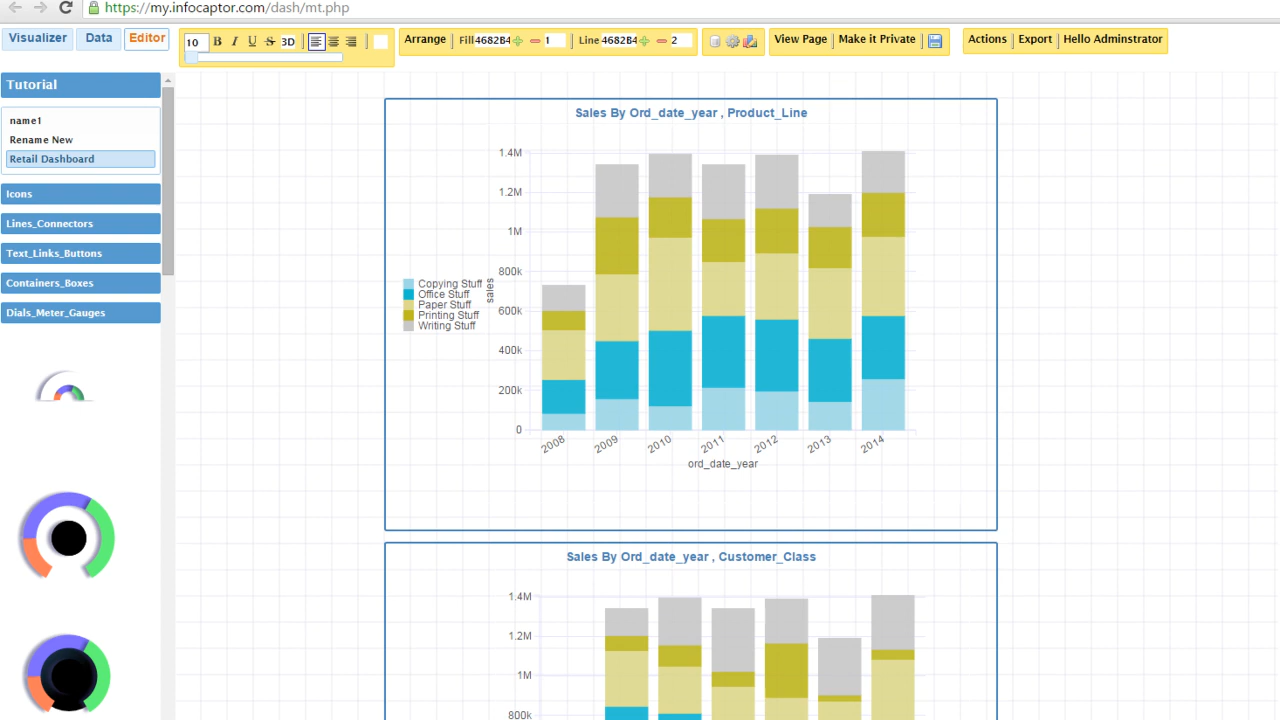 https://my.infocaptor.com/dash/mt.php
Visualizer Data Editor
10 B I U S 3D Arrange Fill 4682B4 1 Line 4682B4 2 View Page Make it Private Actions Export Hello Adminstrator
Tutorial
name1
Rename New
Retail Dashboard
Icons
Lines_Connectors
Text_Links_Buttons
Containers_Boxes
Dials_Meter_Gauges
Sales By Ord_date_year , Product_Line
1.4M
1.2M
1M
800k
600k
400k
200k
0
sales
Copying Stuff
Office Stuff
Paper Stuff
Printing Stuff
Writing Stuff
2008 2009 2010 2011 2012 2013 2014
ord_date_year
Sales By Ord_date_year , Customer_Class
1.4M
1.2M
1M
800k